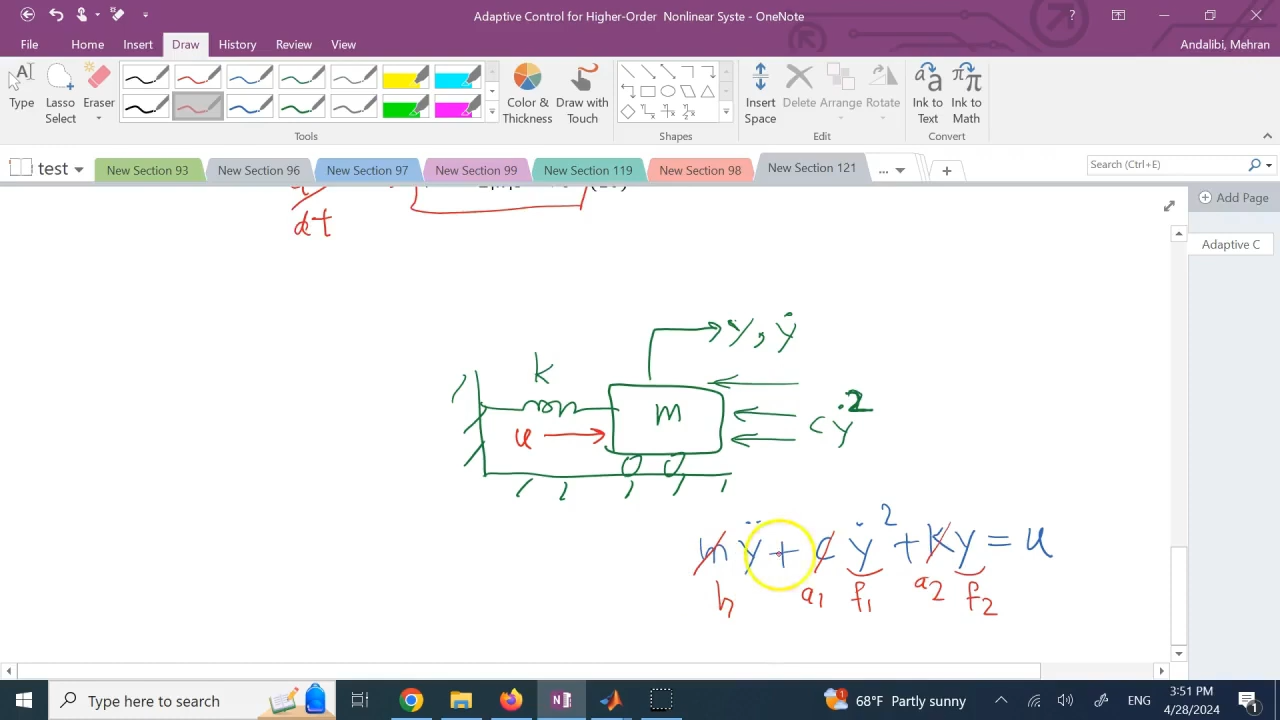 Adaptive Control for Higher-Order Nonlinear Syste - OneNote
?
File Home Insert Draw History Review View
Andalibi, Mehran
Type
Lasso Select
Eraser
Color & Thickness
Draw with Touch
Insert Space
Delete
Arrange
Rotate
Ink to Text
Ink to Math
Tools
Shapes
Edit
Convert
test
New Section 93
New Section 96
New Section 97
New Section 99
New Section 119
New Section 98
New Section 121
...
Search (Ctrl+E)
Add Page
Adaptive C
dt
y, ẏ
k
m
u
c ẏ²
m ÿ + c ẏ² + k y = u
h a₁ f₁ a₂ f₂
Type here to search
68°F Partly sunny
ENG
3:51 PM
4/28/2024
1